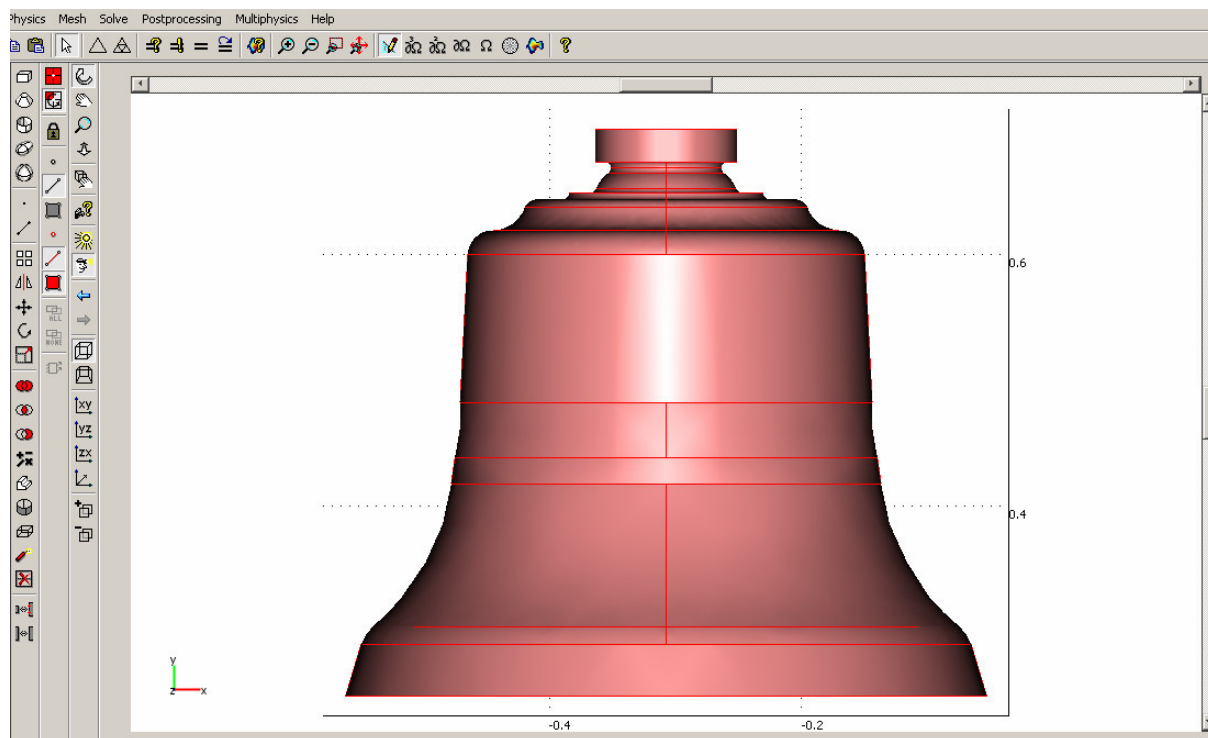 Physics Mesh Solve Postprocessing Multiphysics Help
∂Ω Ω
ALL
NONE
xy
yz
zx
0.6
0.4
y
z x
-0.4 -0.2